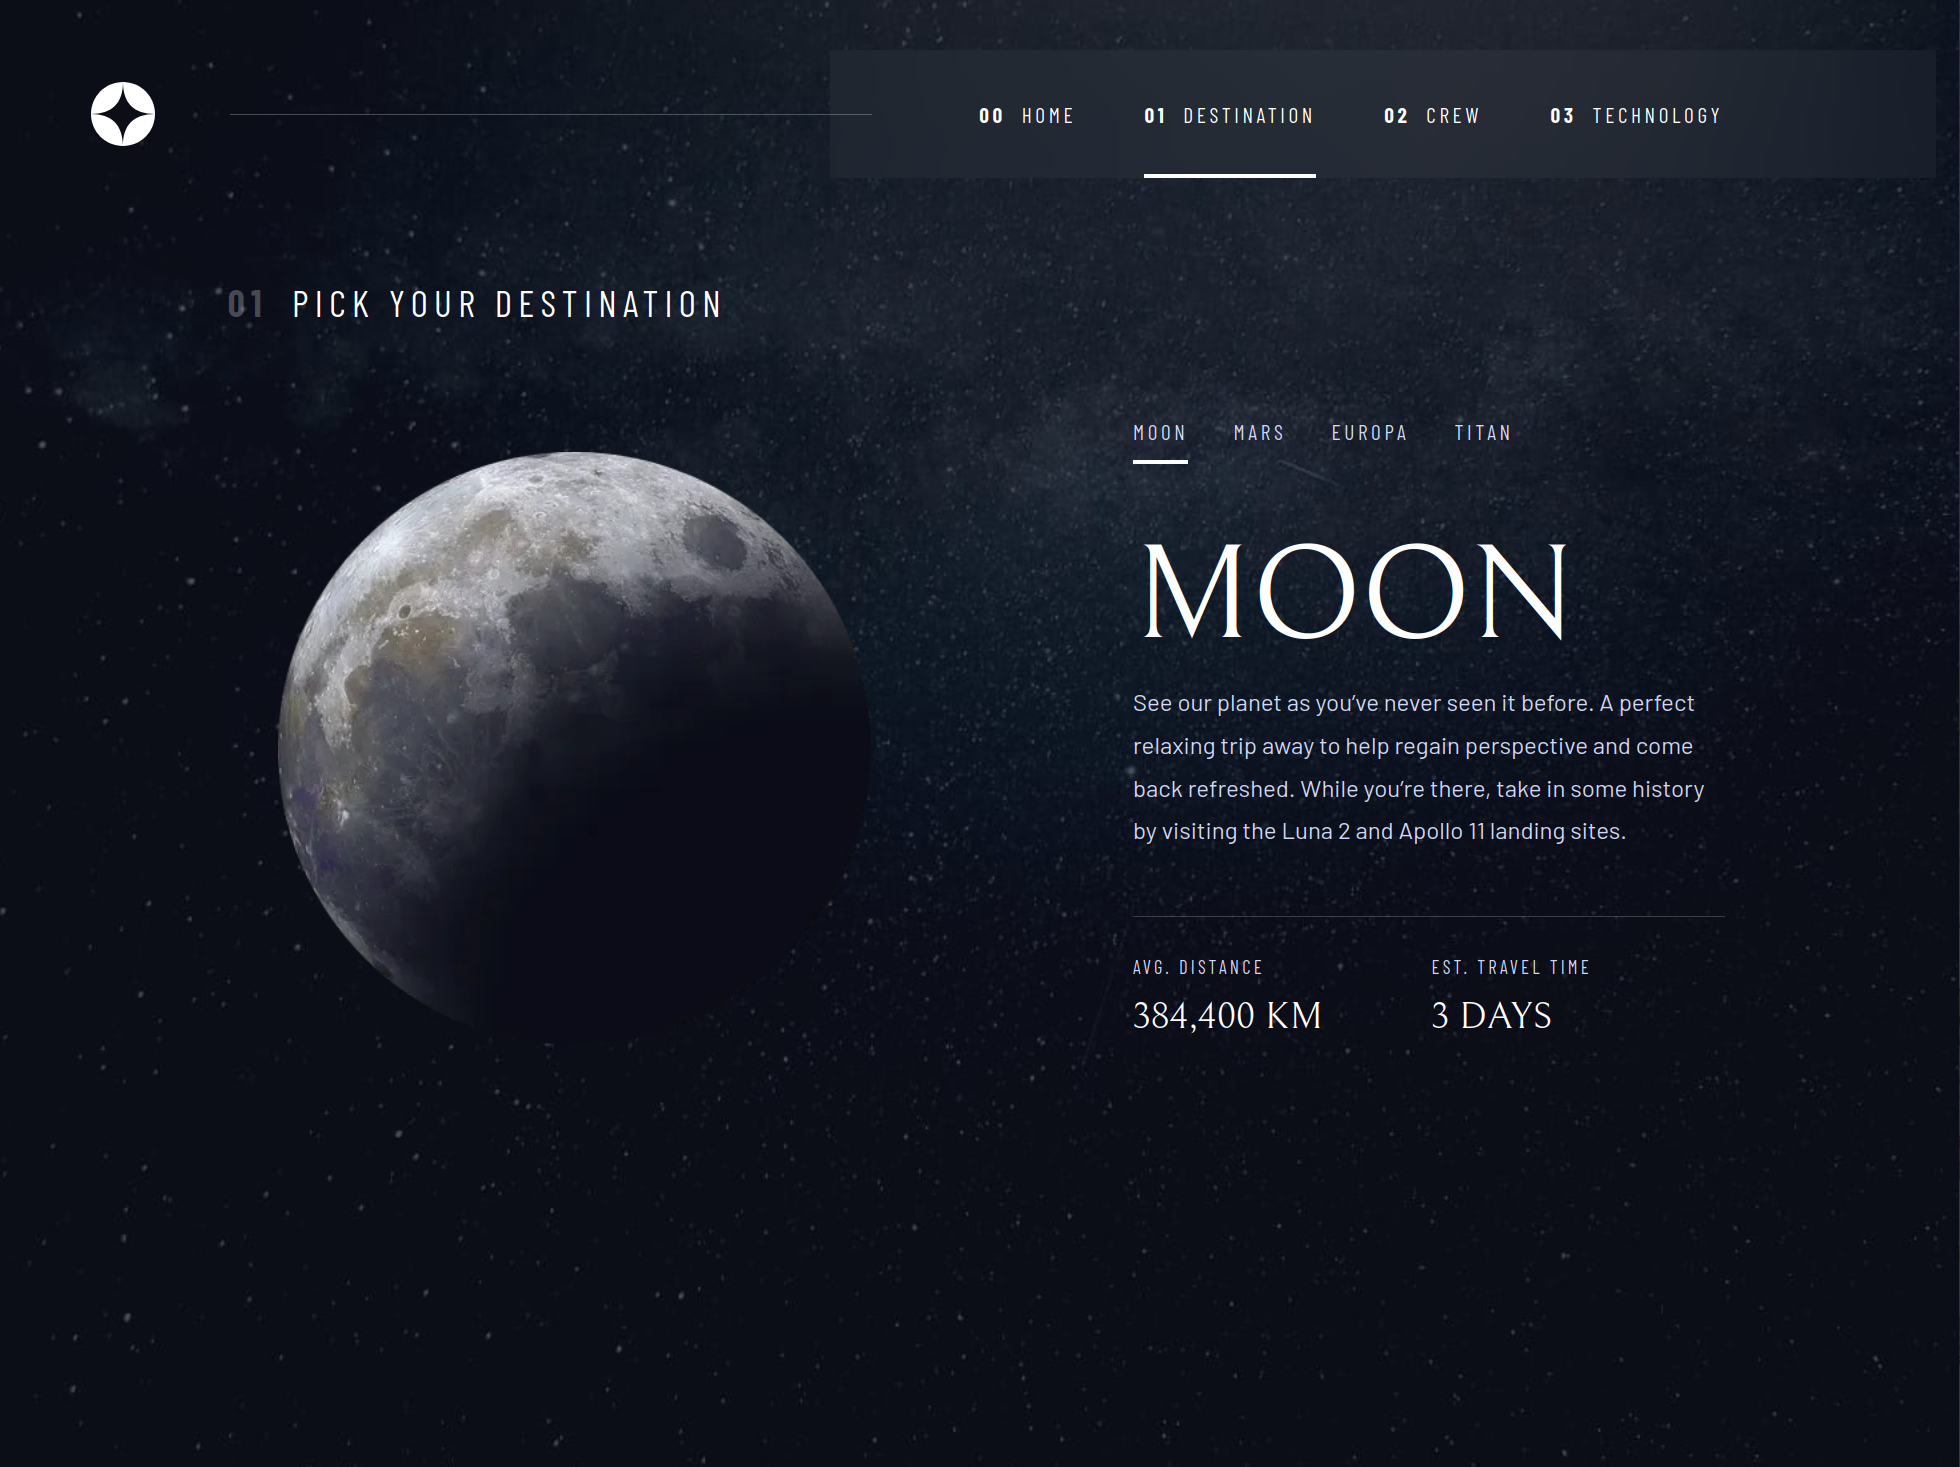 00 HOME 01 DESTINATION 02 CREW 03 TECHNOLOGY
01 PICK YOUR DESTINATION
MOON MARS EUROPA TITAN
MOON
See our planet as you’ve never seen it before. A perfect
relaxing trip away to help regain perspective and come
back refreshed. While you’re there, take in some history
by visiting the Luna 2 and Apollo 11 landing sites.
AVG. DISTANCE EST. TRAVEL TIME
384,400 KM 3 DAYS